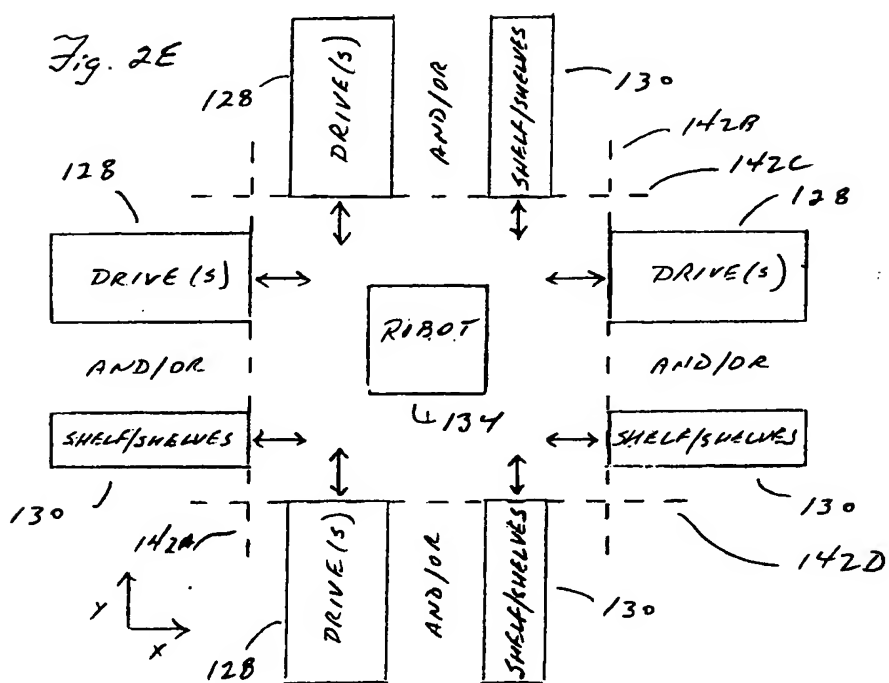 Fig. 2E
128
DRIVE(S)
AND/OR
SHELF/SHELVES
130
142B
142C
128
128
DRIVE(S)
ROBOT
DRIVE(S)
AND/OR
AND/OR
134
SHELF/SHELVES
SHELF/SHELVES
130
142A
DRIVE(S)
AND/OR
SHELF/SHELVES
130
142D
130
Y
X
128